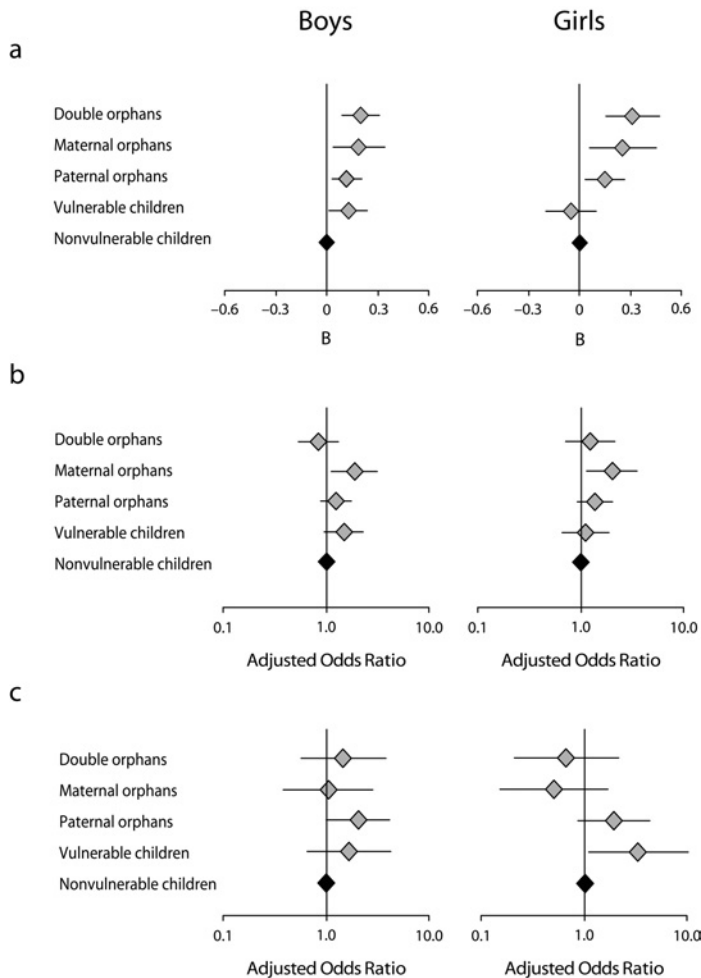 Boys Girls
a
Double orphans
Maternal orphans
Paternal orphans
Vulnerable children
Nonvulnerable children
−0.6 −0.3 0 0.3 0.6 −0.6 −0.3 0 0.3 0.6
B B
b
Double orphans
Maternal orphans
Paternal orphans
Vulnerable children
Nonvulnerable children
0.1 1.0 10.0 0.1 1.0 10.0
Adjusted Odds Ratio Adjusted Odds Ratio
c
Double orphans
Maternal orphans
Paternal orphans
Vulnerable children
Nonvulnerable children
0.1 1.0 10.0 0.1 1.0 10.0
Adjusted Odds Ratio Adjusted Odds Ratio